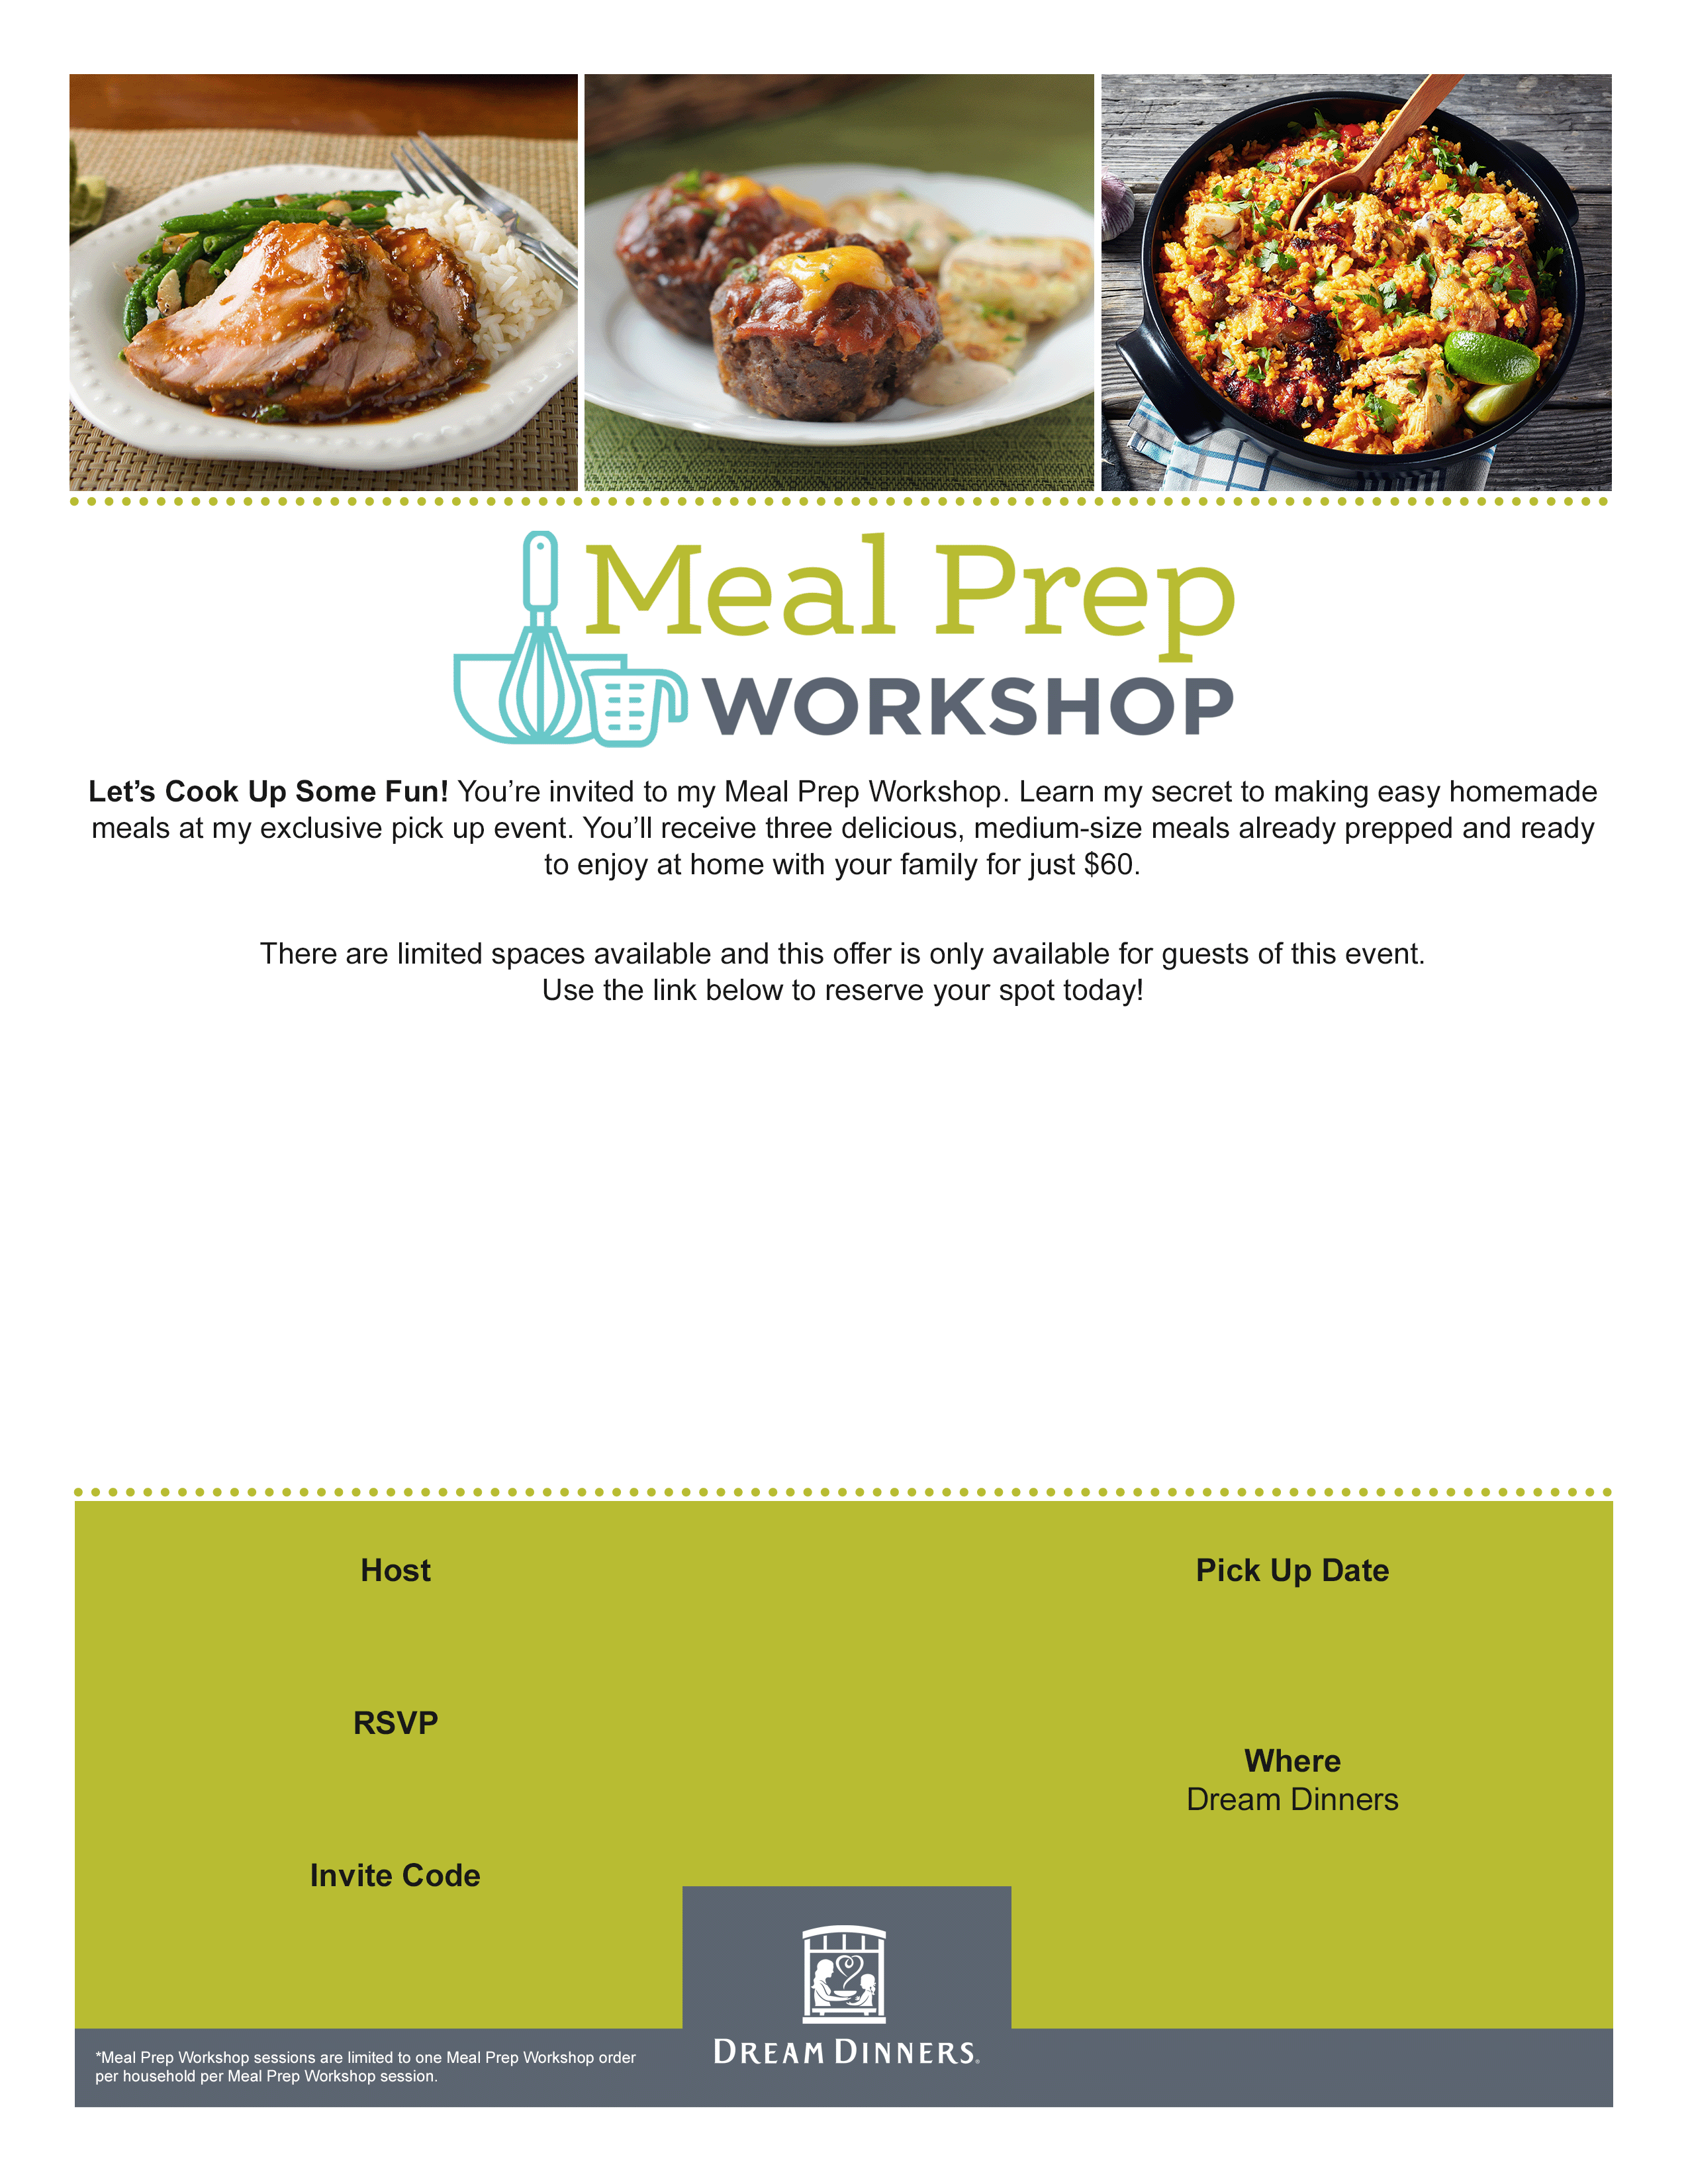 Meal Prep
WORKSHOP
Let’s Cook Up Some Fun! You’re invited to my Meal Prep Workshop. Learn my secret to making easy homemade
meals at my exclusive pick up event. You’ll receive three delicious, medium-size meals already prepped and ready
to enjoy at home with your family for just $60.
There are limited spaces available and this offer is only available for guests of this event.
Use the link below to reserve your spot today!
Host
RSVP
Invite Code
Pick Up Date
Where
Dream Dinners
*Meal Prep Workshop sessions are limited to one Meal Prep Workshop order
per household per Meal Prep Workshop session.
DREAM DINNERS